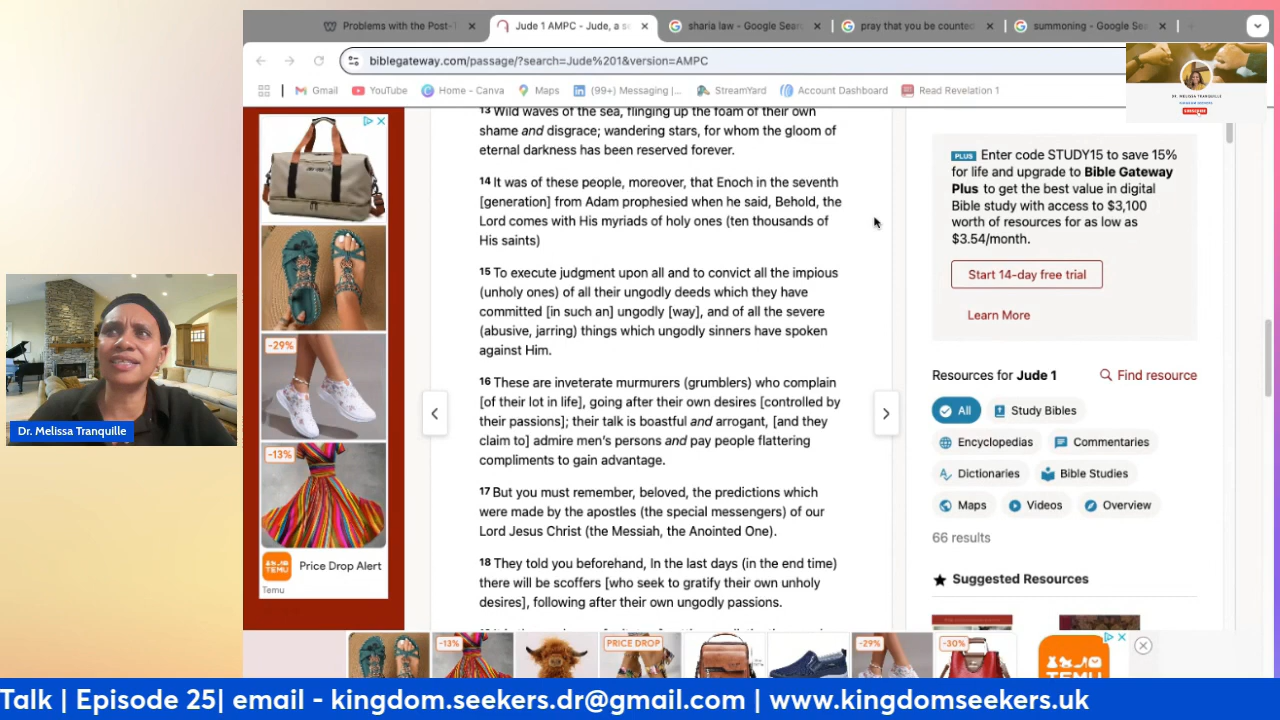 Problems with the Post-T
Jude 1 AMPC - Jude, a se
sharia law - Google Sear
pray that you be counted
summoning - Google Sea
biblegateway.com/passage/?search=Jude%201&version=AMPC
Gmail
YouTube
Home - Canva
Maps
(99+) Messaging |...
StreamYard
Account Dashboard
Read Revelation 1
DR. MELISSA TRANQUILLE
SUBSCRIBE
13 Wild waves of the sea, flinging up the foam of their own
shame and disgrace; wandering stars, for whom the gloom of
eternal darkness has been reserved forever.
14 It was of these people, moreover, that Enoch in the seventh
[generation] from Adam prophesied when he said, Behold, the
Lord comes with His myriads of holy ones (ten thousands of
His saints)
15 To execute judgment upon all and to convict all the impious
(unholy ones) of all their ungodly deeds which they have
committed [in such an] ungodly [way], and of all the severe
(abusive, jarring) things which ungodly sinners have spoken
against Him.
16 These are inveterate murmurers (grumblers) who complain
[of their lot in life], going after their own desires [controlled by
their passions]; their talk is boastful and arrogant, [and they
claim to] admire men's persons and pay people flattering
compliments to gain advantage.
17 But you must remember, beloved, the predictions which
were made by the apostles (the special messengers) of our
Lord Jesus Christ (the Messiah, the Anointed One).
18 They told you beforehand, In the last days (in the end time)
there will be scoffers [who seek to gratify their own unholy
desires], following after their own ungodly passions.
PLUS Enter code STUDY15 to save 15%
for life and upgrade to Bible Gateway
Plus to get the best value in digital
Bible study with access to $3,100
worth of resources for as low as
$3.54/month.
Start 14-day free trial
Learn More
Resources for Jude 1
Find resource
All
Study Bibles
Encyclopedias
Commentaries
Dictionaries
Bible Studies
Maps
Videos
Overview
66 results
Suggested Resources
-29%
-13%
Price Drop Alert
Temu
Dr. Melissa Tranquille
-13%
PRICE DROP
-29%
-30%
TEMU
Talk | Episode 25| email - kingdom.seekers.dr@gmail.com | www.kingdomseekers.uk